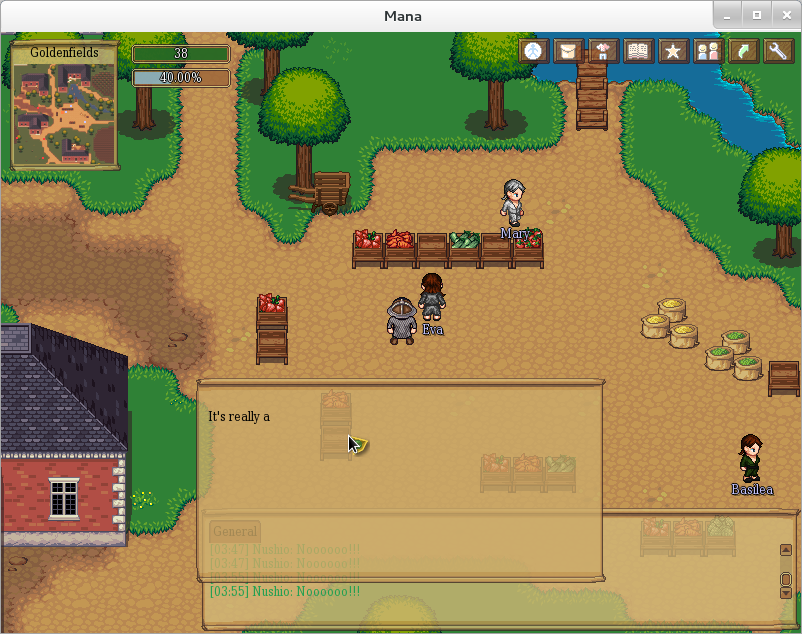 Mana
Goldenfields
38
40.00%
Mary
Eva
It's really a
Basilea
General
[03:47] Nushio: Noooooo!!!
[03:47] Nushio: Noooooo!!!
[03:55] Nushio: Noooooo!!!